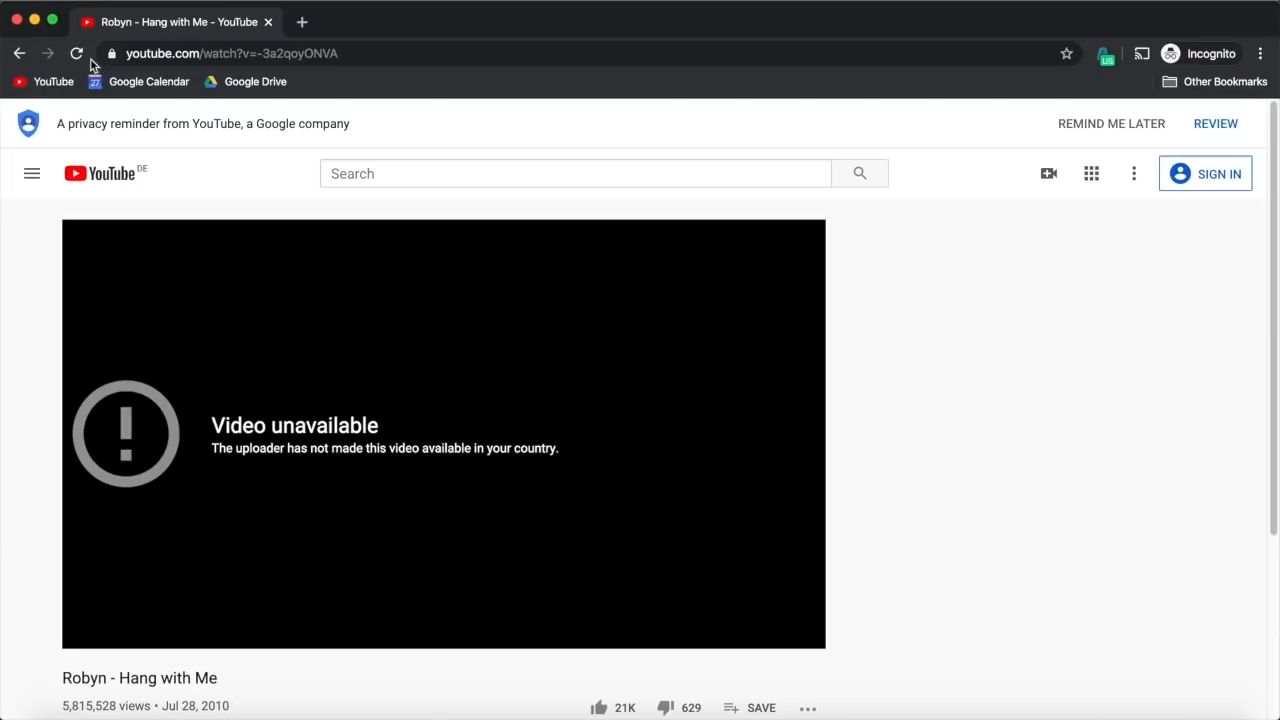 Robyn - Hang with Me - YouTube
youtube.com/watch?v=-3a2qoyONVA
US
Incognito
YouTube
27
Google Calendar
Google Drive
Other Bookmarks
A privacy reminder from YouTube, a Google company
REMIND ME LATER
REVIEW
YouTube DE
Search
SIGN IN
Video unavailable
The uploader has not made this video available in your country.
Robyn - Hang with Me
5,815,528 views • Jul 28, 2010
21K
629
SAVE